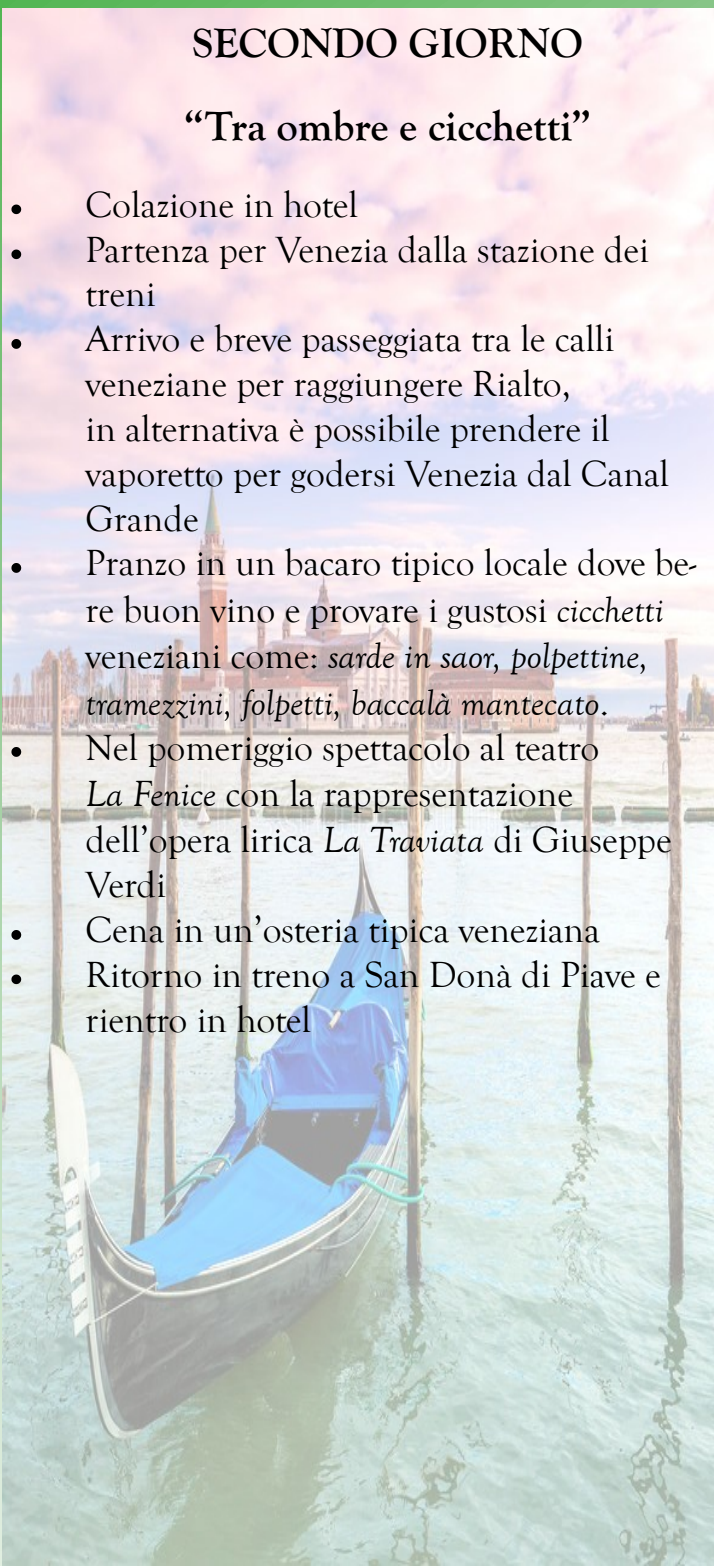 SECONDO GIORNO
“Tra ombre e cicchetti”
• Colazione in hotel
• Partenza per Venezia dalla stazione dei
treni
• Arrivo e breve passeggiata tra le calli
veneziane per raggiungere Rialto,
in alternativa è possibile prendere il
vaporetto per godersi Venezia dal Canal
Grande
• Pranzo in un bacaro tipico locale dove be-
re buon vino e provare i gustosi cicchetti
veneziani come: sarde in saor, polpettine,
tramezzini, folpetti, baccalà mantecato.
• Nel pomeriggio spettacolo al teatro
La Fenice con la rappresentazione
dell’opera lirica La Traviata di Giuseppe
Verdi
• Cena in un’osteria tipica veneziana
• Ritorno in treno a San Donà di Piave e
rientro in hotel